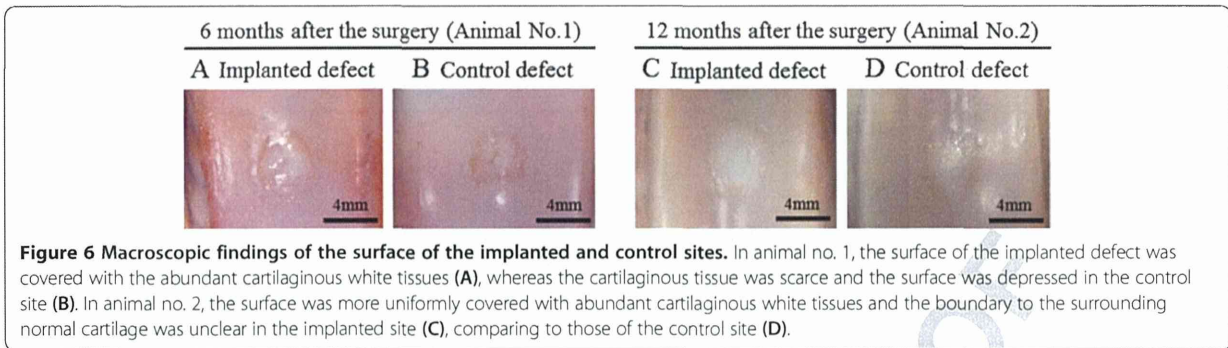 6 months after the surgery (Animal No.1) 12 months after the surgery (Animal No.2)
A Implanted defect B Control defect C Implanted defect D Control defect
4mm 4mm 4mm 4mm
Figure 6 Macroscopic findings of the surface of the implanted and control sites. In animal no. 1, the surface of the implanted defect was
covered with the abundant cartilaginous white tissues (A), whereas the cartilaginous tissue was scarce and the surface was depressed in the control
site (B). In animal no. 2, the surface was more uniformly covered with abundant cartilaginous white tissues and the boundary to the surrounding
normal cartilage was unclear in the implanted site (C), comparing to those of the control site (D).